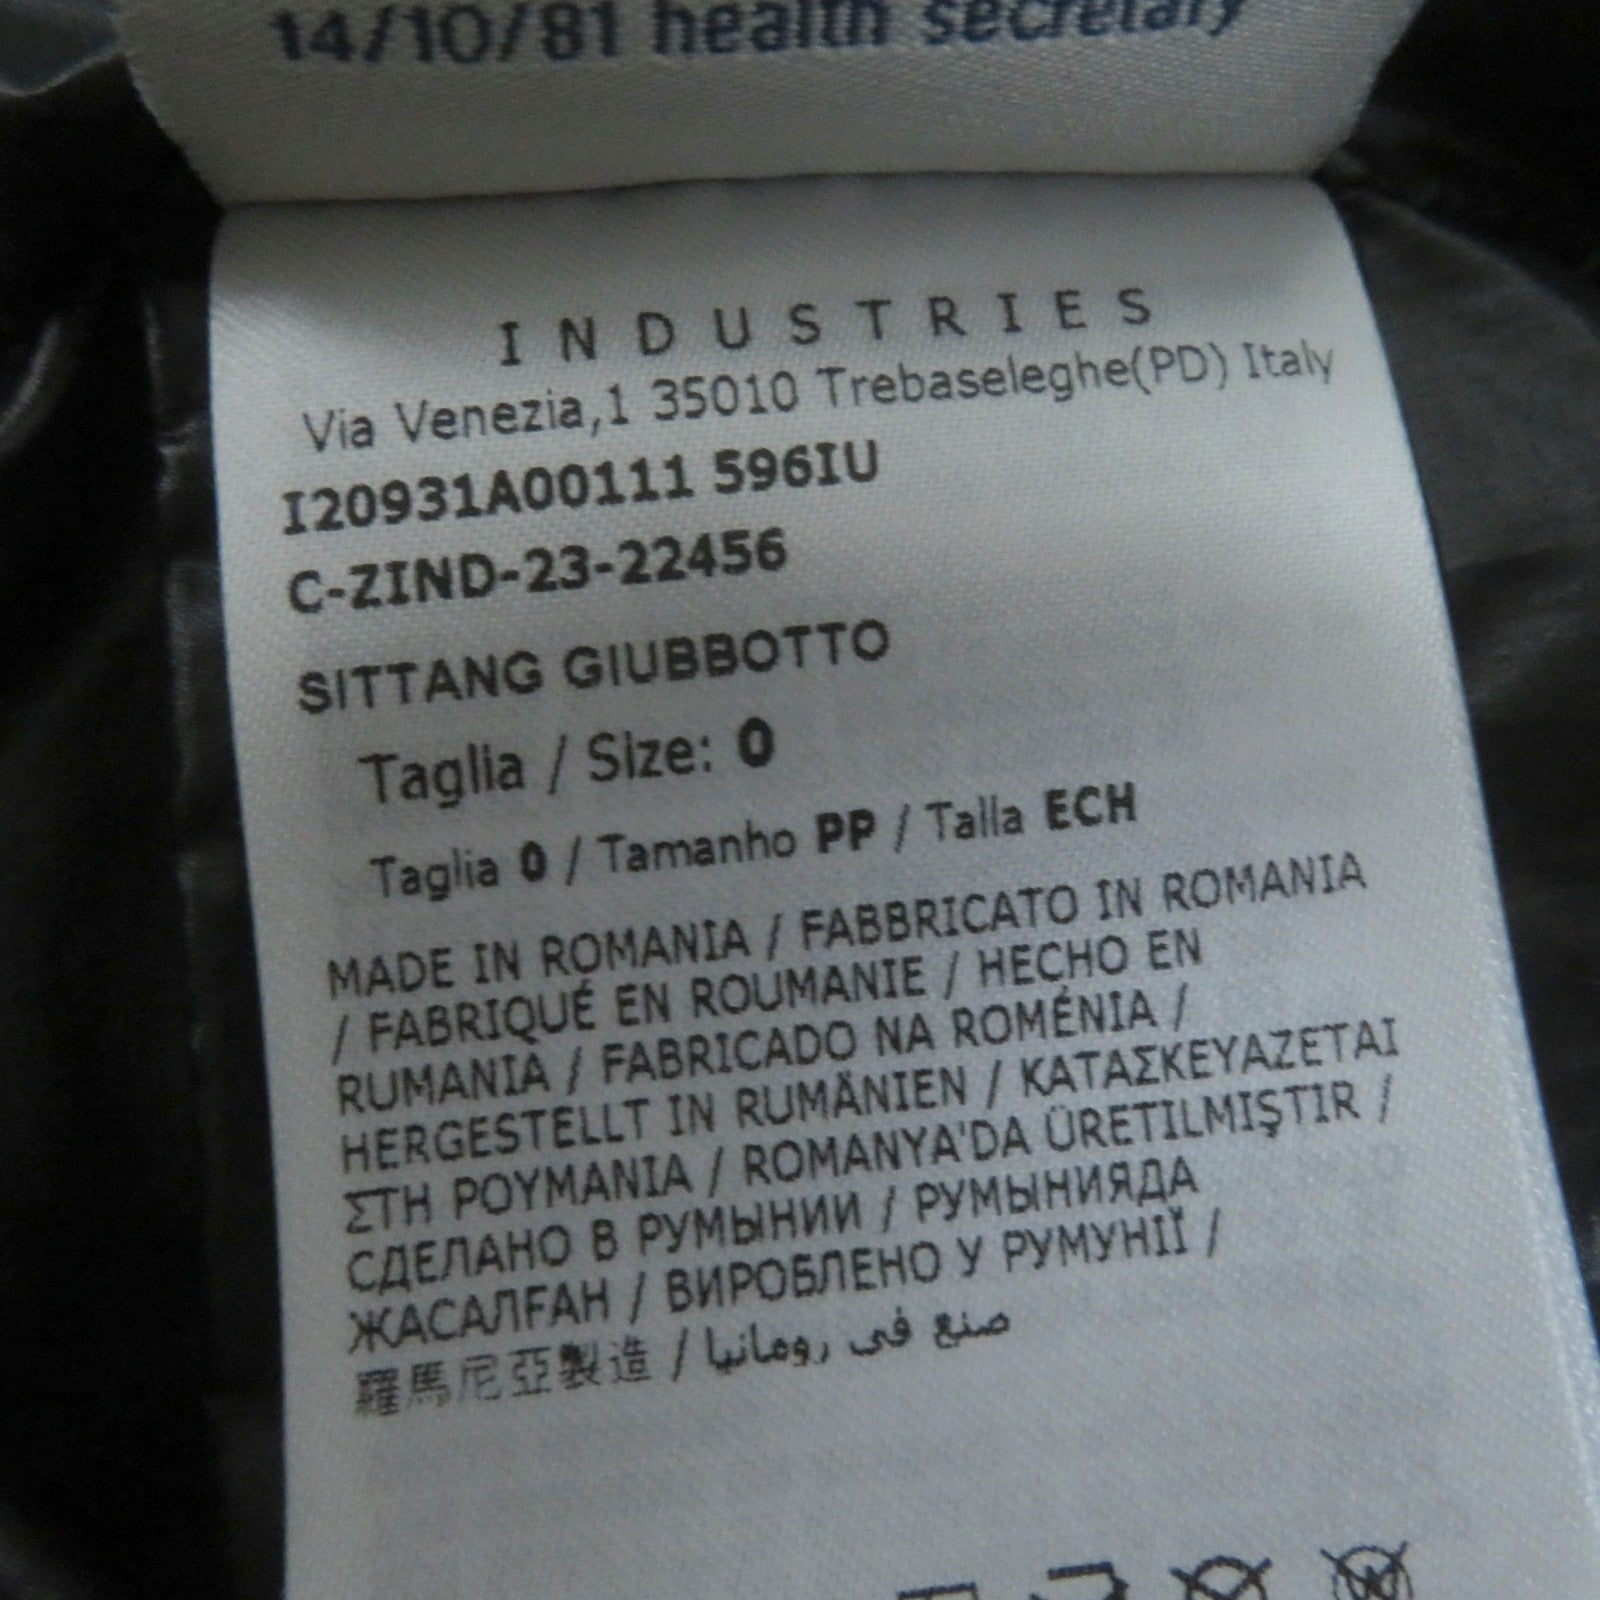 14/10/81 health secretary
INDUSTRIES
Via Venezia,1 35010 Trebaseleghe(PD) Italy
I20931A00111 596IU
C-ZIND-23-22456
SITTANG GIUBBOTTO
Taglia / Size: 0
Taglia 0 / Tamanho PP / Talla ECH
MADE IN ROMANIA / FABBRICATO IN ROMANIA
/ FABRIQUÉ EN ROUMANIE / HECHO EN
RUMANIA / FABRICADO NA ROMÉNIA /
HERGESTELLT IN RUMÄNIEN / ΚΑΤΑΣΚΕΥΑΖΕΤΑΙ
ΣΤΗ ΡΟΥΜΑΝΙΑ / ROMANYA'DA ÜRETILMIŞTIR /
СДЕЛАНО В РУМЫНИИ / РУМЫНИЯДА
ЖАСАЛҒАН / ВИРОБЛЕНО У РУМУНІЇ /
羅馬尼亞製造 / صنع في رومانيا